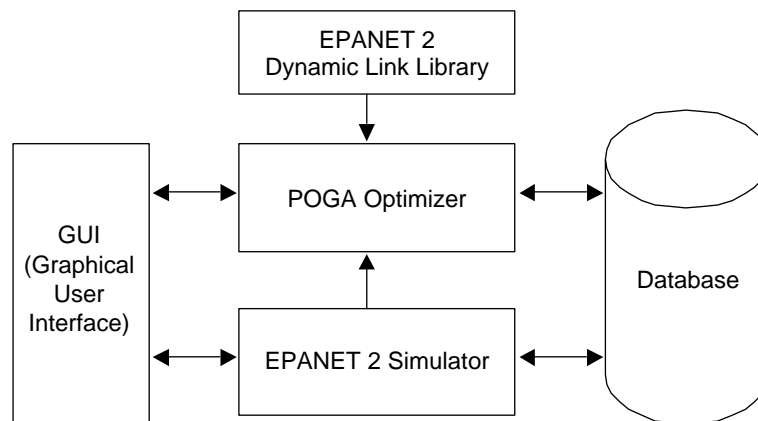 EPANET 2
Dynamic Link Library
POGA Optimizer
GUI
(Graphical
User
Interface)
Database
EPANET 2 Simulator